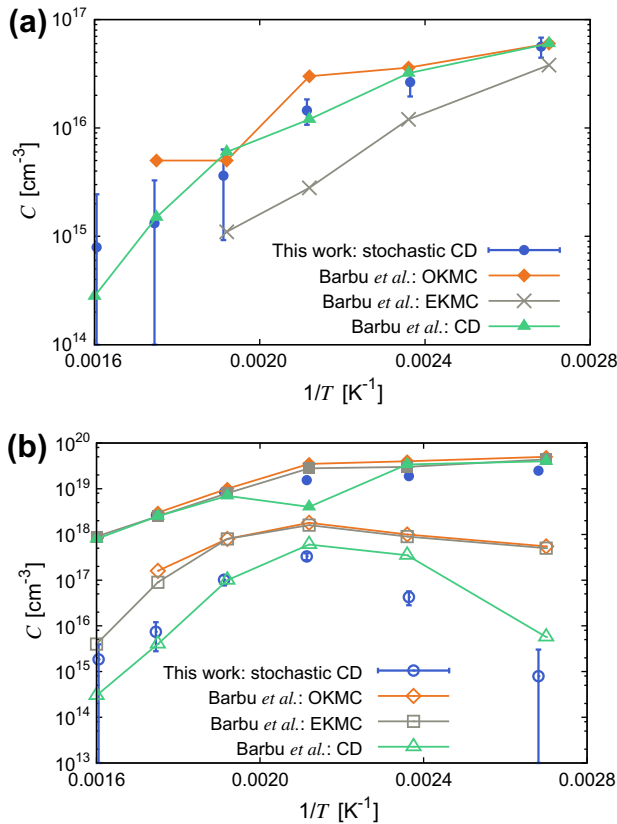 (a)
10^17
10^16
10^15
10^14
C [cm^-3]
This work: stochastic CD
Barbu et al.: OKMC
Barbu et al.: EKMC
Barbu et al.: CD
0.0016 0.0020 0.0024 0.0028
1/T [K^-1]
(b)
10^20
10^19
10^18
10^17
10^16
10^15
10^14
10^13
C [cm^-3]
This work: stochastic CD
Barbu et al.: OKMC
Barbu et al.: EKMC
Barbu et al.: CD
0.0016 0.0020 0.0024 0.0028
1/T [K^-1]